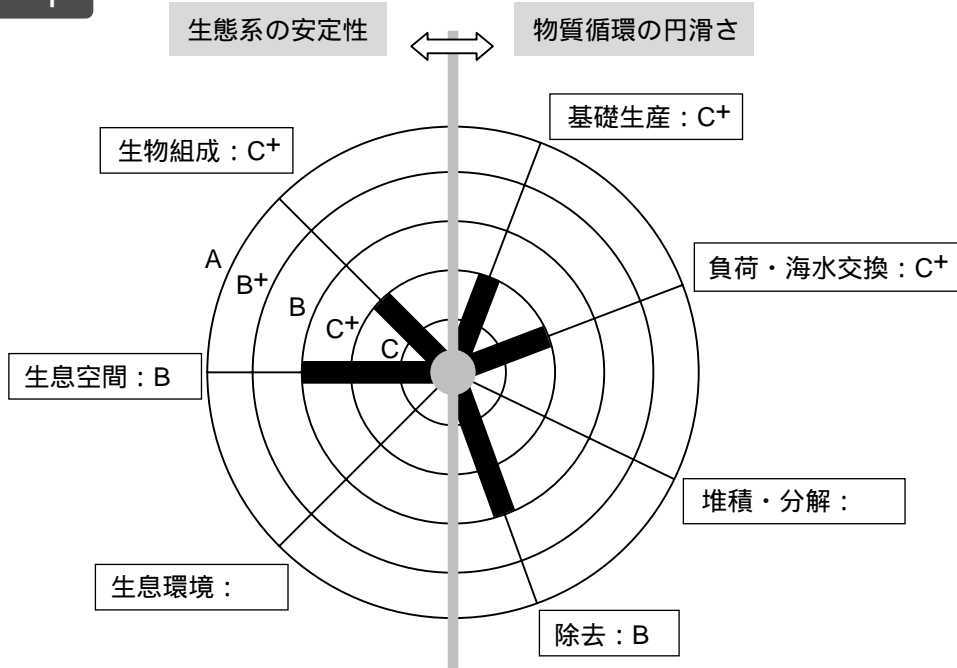 生態系の安定性
物質循環の円滑さ
基礎生産：C+
生物組成：C+
負荷・海水交換：C+
A
B+
B
C+
C
生息空間：B
堆積・分解：
生息環境：
除去：B